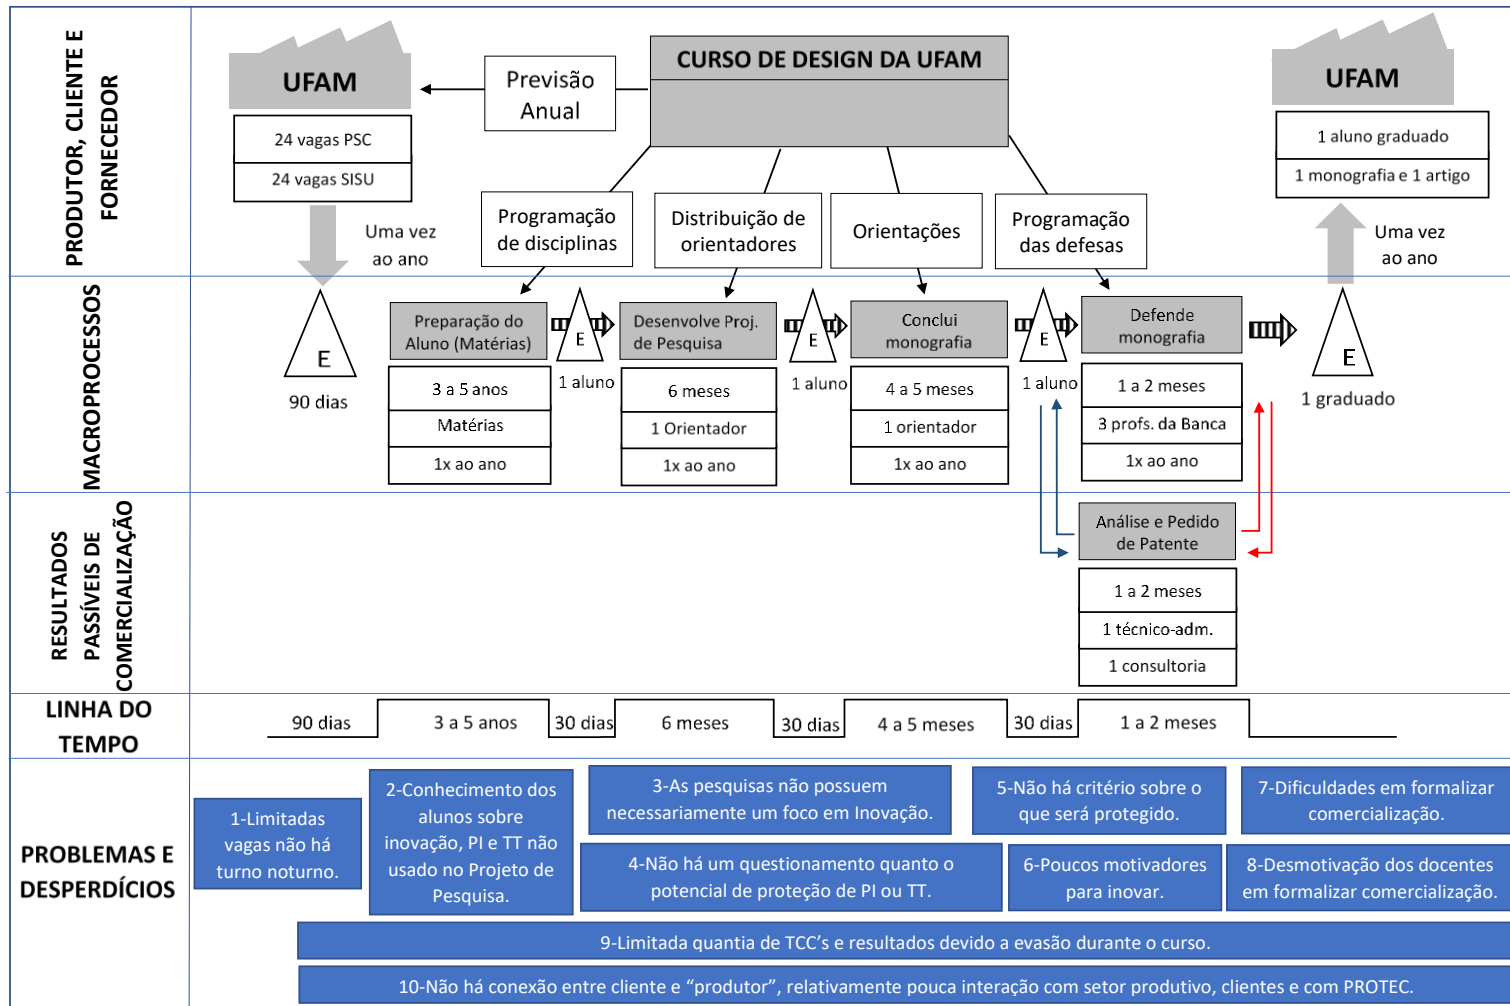 PRODUTOR, CLIENTE E
FORNECEDOR
UFAM
24 vagas PSC
24 vagas SISU
Uma vez
ao ano
Previsão
Anual
CURSO DE DESIGN DA UFAM
Programação
de disciplinas
Distribuição de
orientadores
Orientações
Programação
das defesas
UFAM
1 aluno graduado
1 monografia e 1 artigo
Uma vez
ao ano
MACROPROCESSOS
E
90 dias
Preparação do
Aluno (Matérias)
3 a 5 anos
Matérias
1x ao ano
E
1 aluno
Desenvolve Proj.
de Pesquisa
6 meses
1 Orientador
1x ao ano
E
1 aluno
Conclui
monografia
4 a 5 meses
1 orientador
1x ao ano
E
1 aluno
Defende
monografia
1 a 2 meses
3 profs. da Banca
1x ao ano
E
1 graduado
RESULTADOS
PASSÍVEIS DE
COMERCIALIZAÇÃO
Análise e Pedido
de Patente
1 a 2 meses
1 técnico-adm.
1 consultoria
LINHA DO
TEMPO
90 dias
3 a 5 anos
30 dias
6 meses
30 dias
4 a 5 meses
30 dias
1 a 2 meses
PROBLEMAS E
DESPERDÍCIOS
1-Limitadas
vagas não há
turno noturno.
2-Conhecimento dos
alunos sobre
inovação, PI e TT não
usado no Projeto de
Pesquisa.
3-As pesquisas não possuem
necessariamente um foco em Inovação.
4-Não há um questionamento quanto o
potencial de proteção de PI ou TT.
5-Não há critério sobre o
que será protegido.
6-Poucos motivadores
para inovar.
7-Dificuldades em formalizar
comercialização.
8-Desmotivação dos docentes
em formalizar comercialização.
9-Limitada quantia de TCC's e resultados devido a evasão durante o curso.
10-Não há conexão entre cliente e “produtor”, relativamente pouca interação com setor produtivo, clientes e com PROTEC.